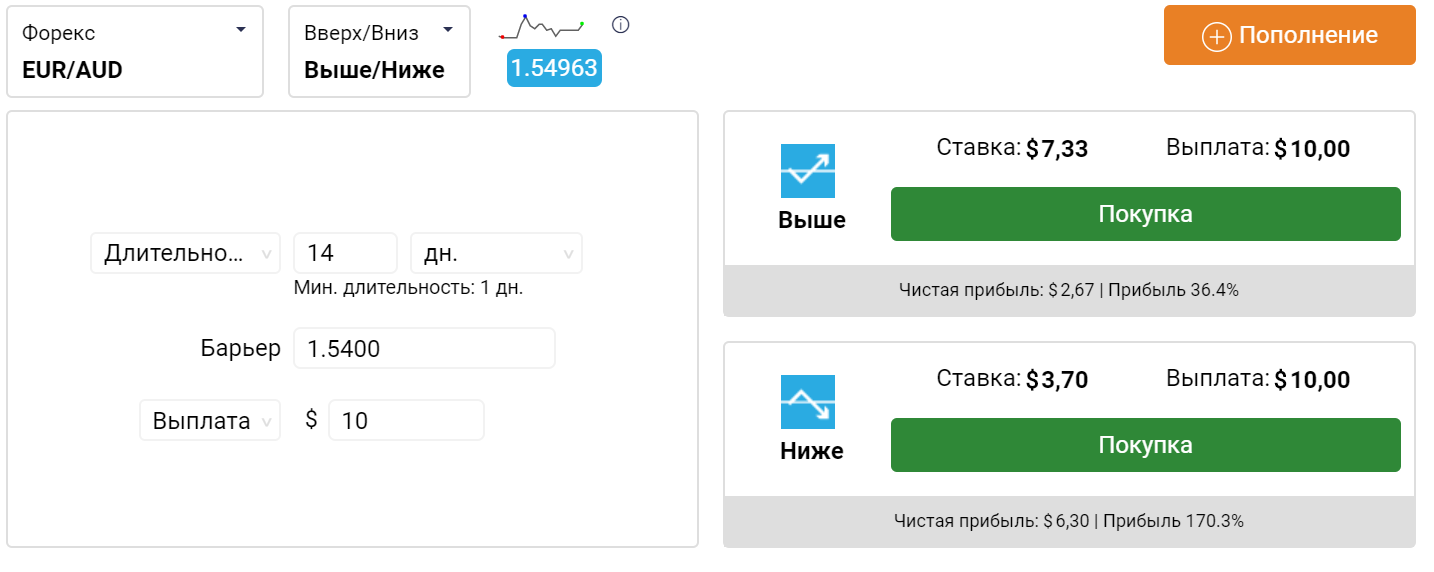 Форекс
EUR/AUD
Вверх/Вниз
Выше/Ниже
1.54963
Пополнение
Длительно...
14
дн.
Мин. длительность: 1 дн.
Барьер
1.5400
Выплата
$
10
Ставка: $7,33
Выплата: $10,00
Выше
Покупка
Чистая прибыль: $2,67 | Прибыль 36.4%
Ставка: $3,70
Выплата: $10,00
Ниже
Покупка
Чистая прибыль: $6,30 | Прибыль 170.3%